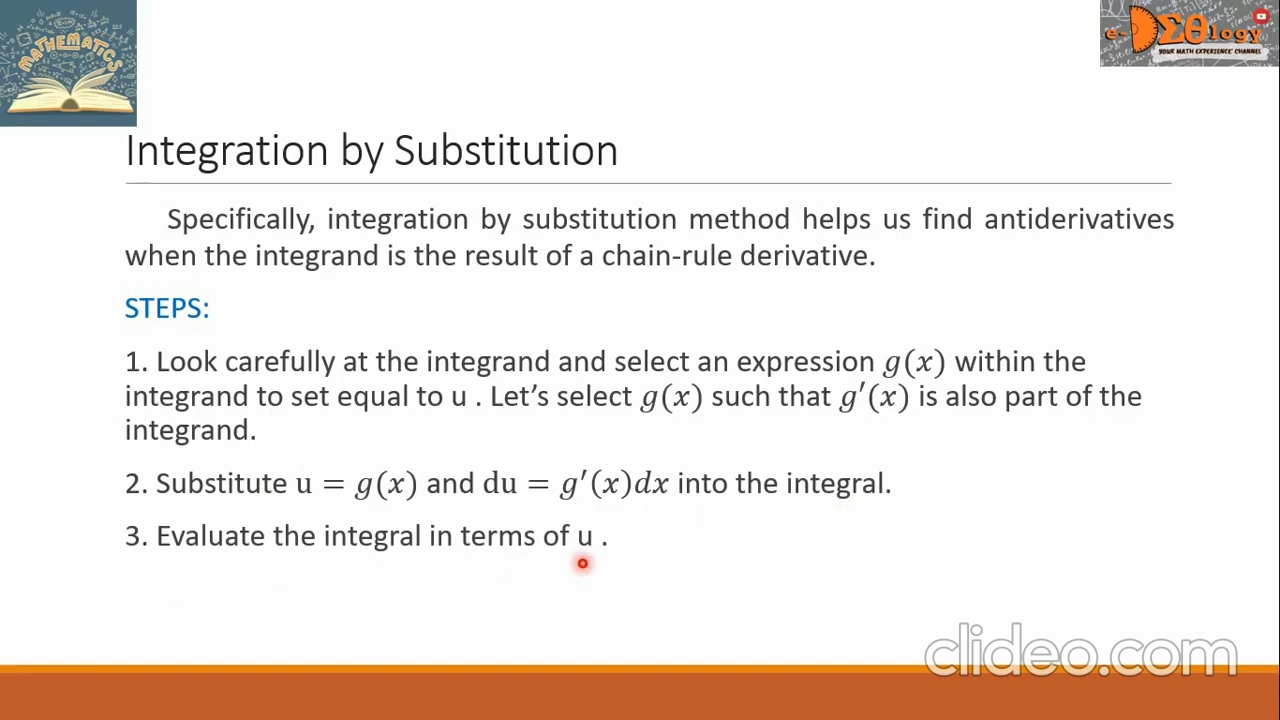 MATHEMATICS
e-DΣθlogy
YOUR MATH EXPERIENCE CHANNEL
Integration by Substitution
Specifically, integration by substitution method helps us find antiderivatives
when the integrand is the result of a chain-rule derivative.
STEPS:
1. Look carefully at the integrand and select an expression g(x) within the
integrand to set equal to u . Let’s select g(x) such that g′(x) is also part of the
integrand.
2. Substitute u = g(x) and du = g′(x)dx into the integral.
3. Evaluate the integral in terms of u .
clideo.com